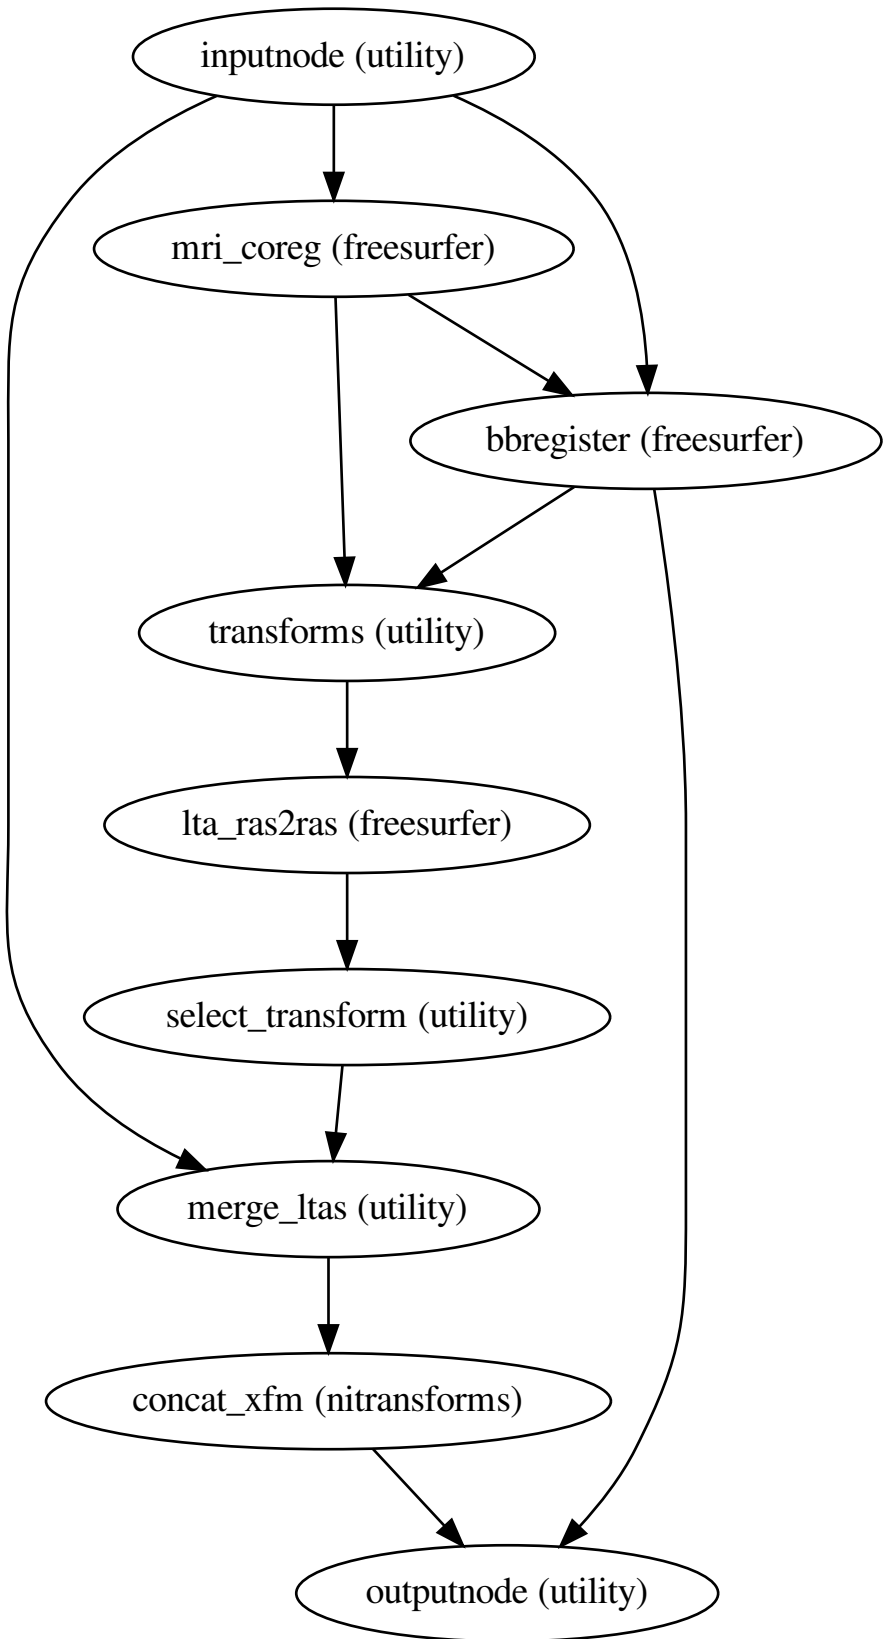 inputnode (utility)
mri_coreg (freesurfer)
bbregister (freesurfer)
transforms (utility)
lta_ras2ras (freesurfer)
select_transform (utility)
merge_ltas (utility)
concat_xfm (nitransforms)
outputnode (utility)